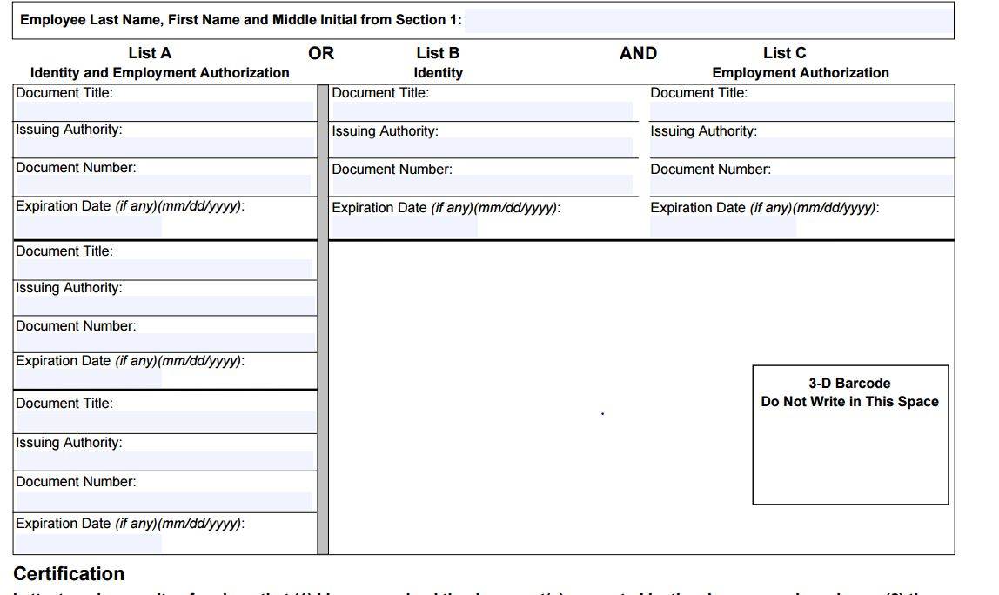 Employee Last Name, First Name and Middle Initial from Section 1:
List A OR List B AND List C
Identity and Employment Authorization Identity Employment Authorization
Document Title: Document Title: Document Title:
Issuing Authority: Issuing Authority: Issuing Authority:
Document Number: Document Number: Document Number:
Expiration Date (if any)(mm/dd/yyyy): Expiration Date (if any)(mm/dd/yyyy): Expiration Date (if any)(mm/dd/yyyy):
Document Title:
Issuing Authority:
Document Number:
Expiration Date (if any)(mm/dd/yyyy):
3-D Barcode
Do Not Write in This Space
Document Title:
Issuing Authority:
Document Number:
Expiration Date (if any)(mm/dd/yyyy):
Certification